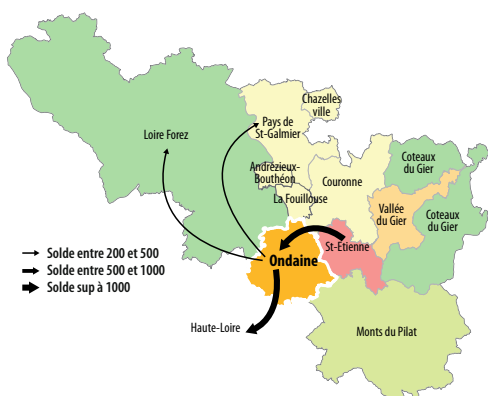 Chazelles
ville
Pays de
St-Galmier
Loire Forez
Andrézieux-
Bouthéon
Couronne
Coteaux
du Gier
La Fouillouse
Vallée
du Gier
Coteaux
du Gier
St-Etienne
Ondaine
Solde entre 200 et 500
Solde entre 500 et 1000
Solde sup à 1000
Haute-Loire
Monts du Pilat